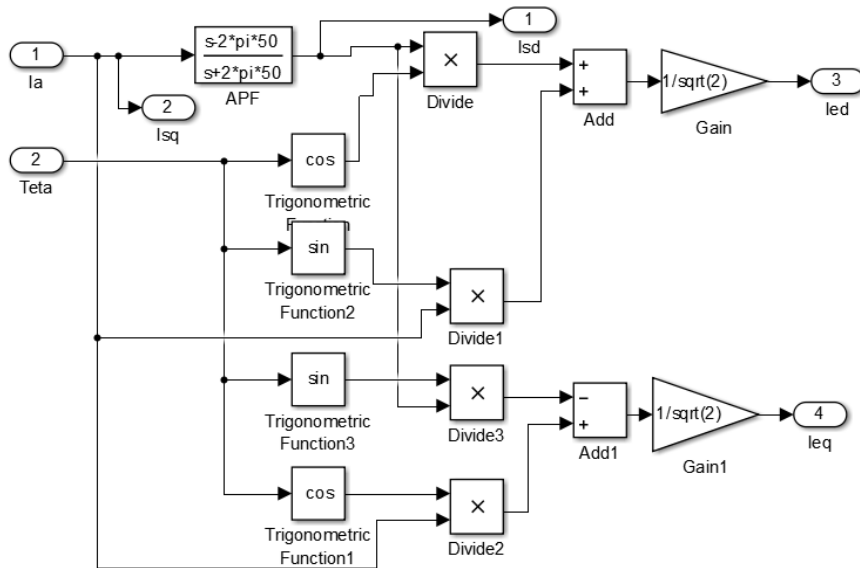 1
Ia
s-2*pi*50
s+2*pi*50
APF
1
Isd
2
Isq
×
Divide
+
+
Add
1/sqrt(2)
Gain
3
Ied
2
Teta
cos
Trigonometric
Function
sin
Trigonometric
Function2
×
Divide1
sin
Trigonometric
Function3
×
Divide3
−
+
Add1
1/sqrt(2)
Gain1
4
Ieq
cos
Trigonometric
Function1
×
Divide2